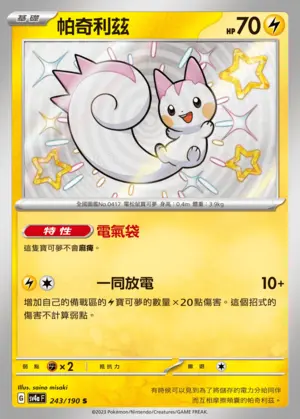 基礎 帕奇利茲 HP 70
全國圖鑑No.0417 電松鼠寶可夢 身高：0.4m 體重：3.9kg
特性 電氣袋
這隻寶可夢不會麻痺。
一同放電 10+
增加自己的備戰區的寶可夢的數量×20點傷害。這個招式的
傷害不計算弱點。
弱點 ×2 抵抗力 撤退
Illus. saino misaki
G sv4a F 243/190 S
有時候可以見到為了將儲存的電力分給同伴
而互相摩擦臉頰的帕奇利茲。
©2023 Pokémon/Nintendo/Creatures/GAME FREAK.